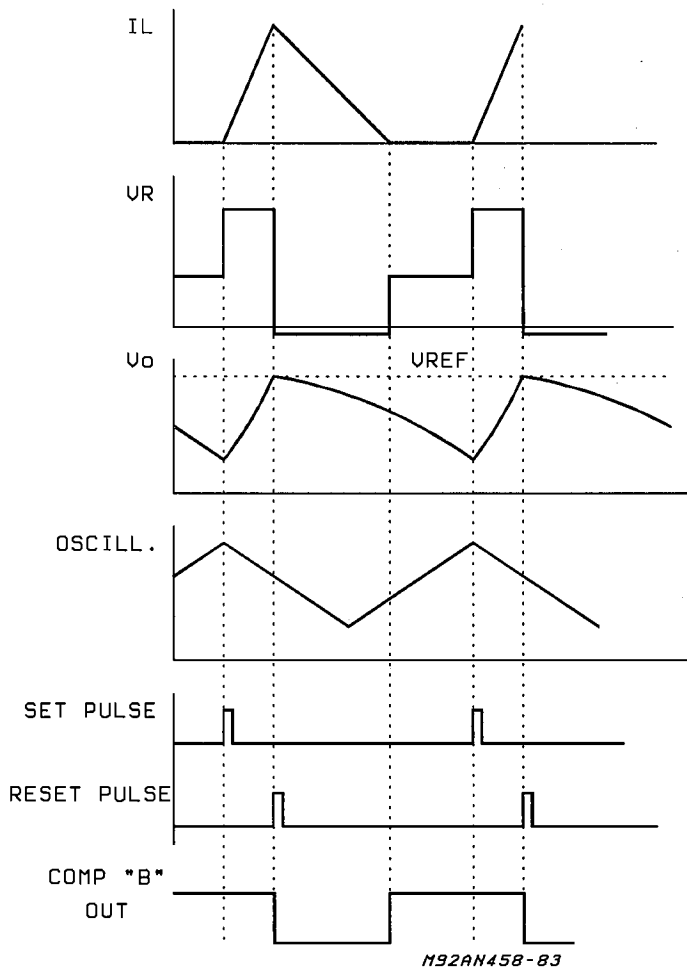 IL
VR
Vo
VREF
OSCILL.
SET PULSE
RESET PULSE
COMP "B"
OUT
M92AN458-83